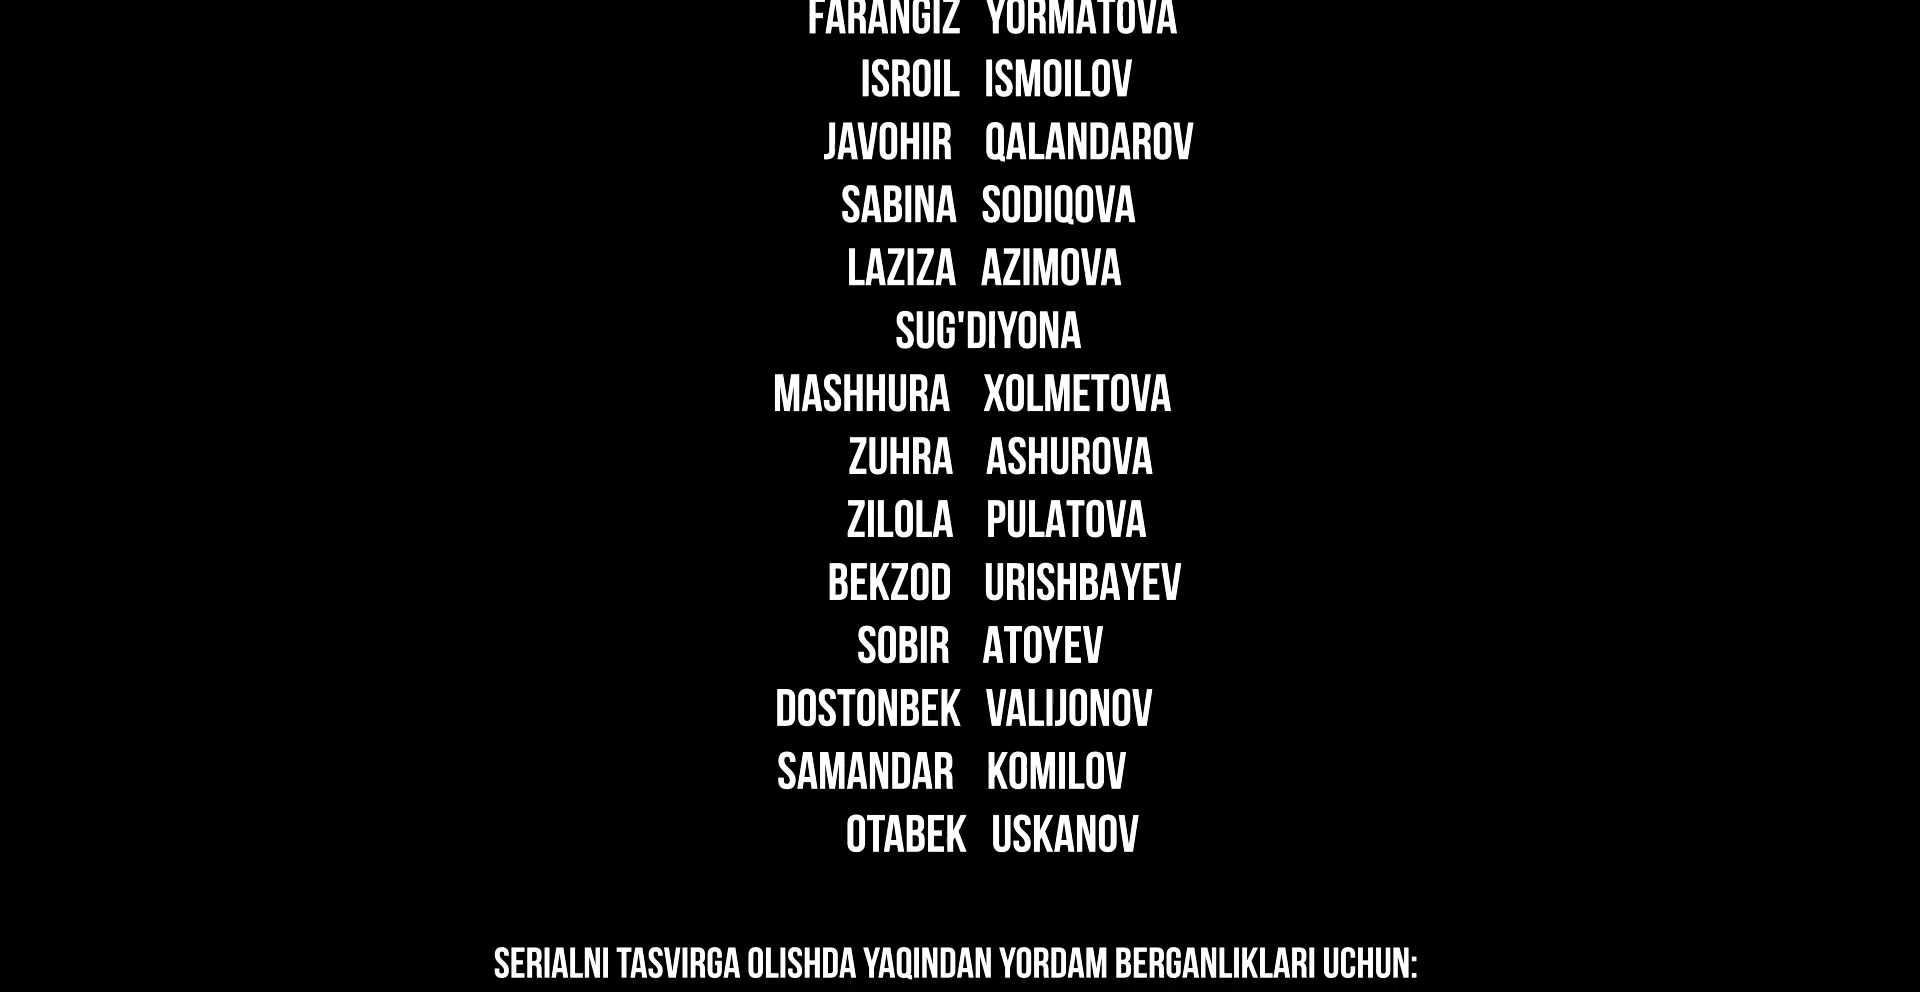 FARANGIZ YORMATOVA
ISROIL ISMOILOV
JAVOHIR QALANDAROV
SABINA SODIQOVA
LAZIZA AZIMOVA
SUG'DIYONA
MASHHURA XOLMETOVA
ZUHRA ASHUROVA
ZILOLA PULATOVA
BEKZOD URISHBAYEV
SOBIR ATOYEV
DOSTONBEK VALIJONOV
SAMANDAR KOMILOV
OTABEK USKANOV
SERIALNI TASVIRGA OLISHDA YAQINDAN YORDAM BERGANLIKLARI UCHUN: